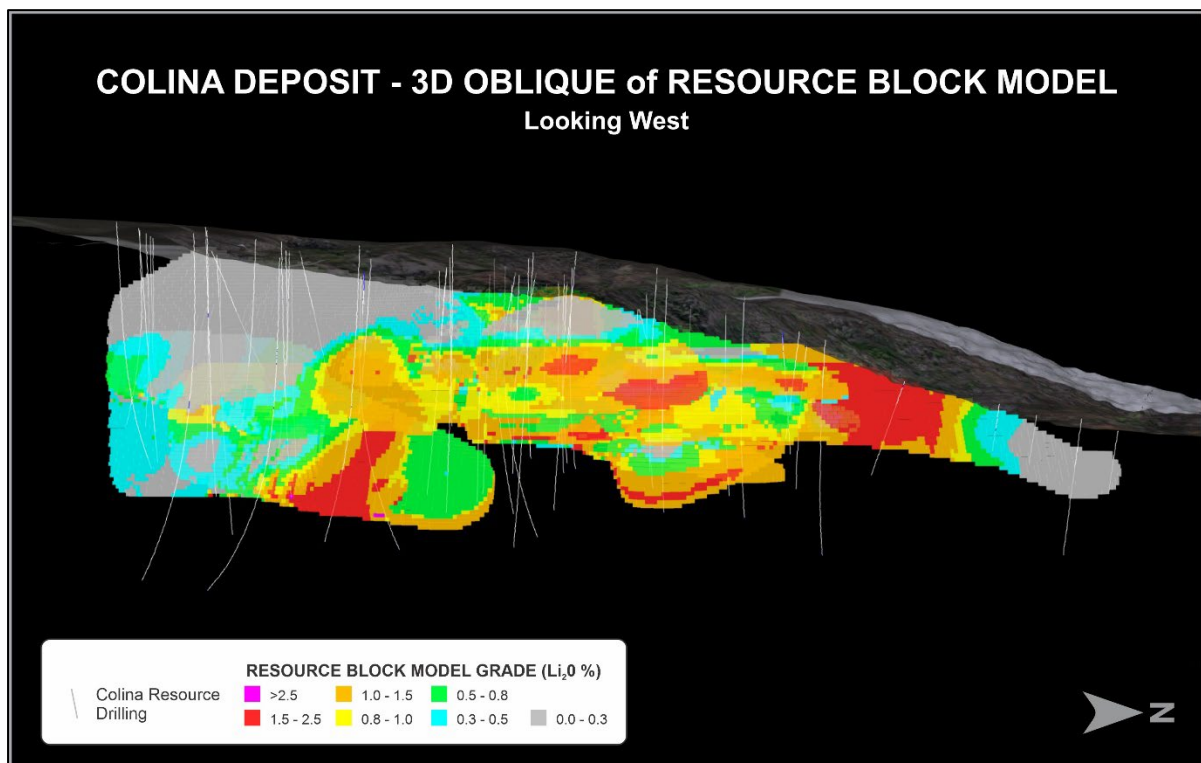 COLINA DEPOSIT - 3D OBLIQUE of RESOURCE BLOCK MODEL
Looking West
RESOURCE BLOCK MODEL GRADE (Li₂0 %)
Colina Resource
Drilling
>2.5
1.0 - 1.5
0.5 - 0.8
1.5 - 2.5
0.8 - 1.0
0.3 - 0.5
0.0 - 0.3
N